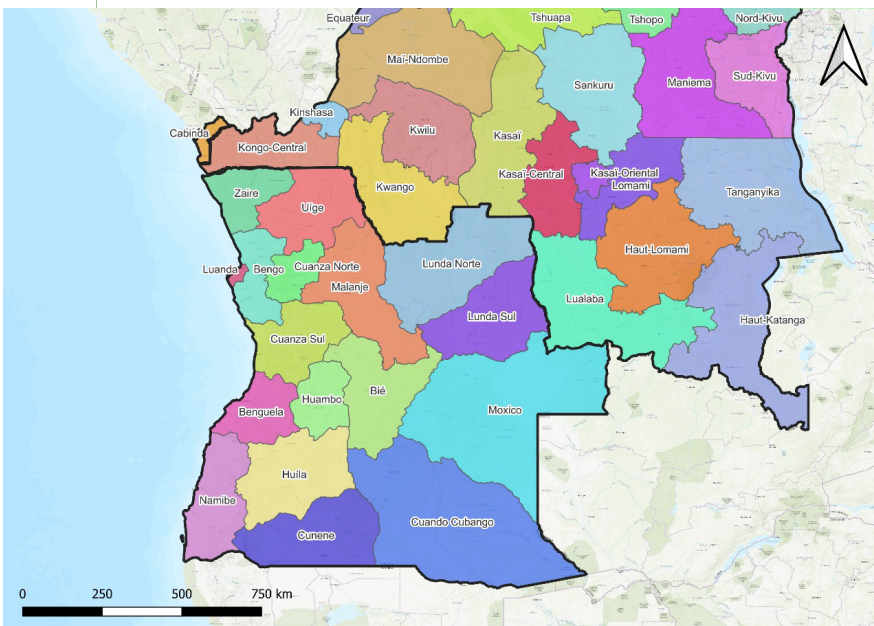 Equateur
Tshuapa
Tshopo
Nord-Kivu
Maï-Ndombe
Sankuru
Maniema
Sud-Kivu
Kinshasa
Cabinda
Kongo-Central
Kwilu
Kasaï
Kasaï-Central
Kasaï-Oriental
Lomami
Kwango
Tanganyika
Zaire
Uíge
Haut-Lomami
Luanda
Bengo
Cuanza Norte
Malanje
Lunda Norte
Lualaba
Lunda Sul
Haut-Katanga
Cuanza Sul
Bié
Huambo
Benguela
Moxico
Huíla
Namibe
Cunene
Cuando Cubango
0 250 500 750 km